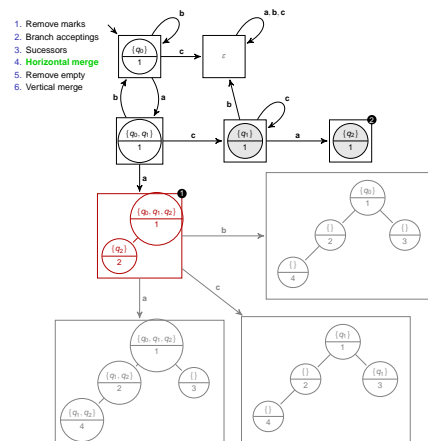 1. Remove marks
2. Branch acceptings
3. Sucessors
4. Horizontal merge
5. Remove empty
6. Vertical merge
b
a, b, c
{q₀}
1
c
ε
b
a
b
c
{q₀, q₁}
1
c
{q₁}
1
a
{q₂}
1
2
a
1
{q₀, q₁, q₂}
1
{q₂}
2
b
{q₀}
1
{}
2
{}
3
{}
4
a
c
{q₀, q₁, q₂}
1
{q₁, q₂}
2
{}
3
{q₁, q₂}
4
{q₁}
1
{}
2
{q₁}
3
{}
4